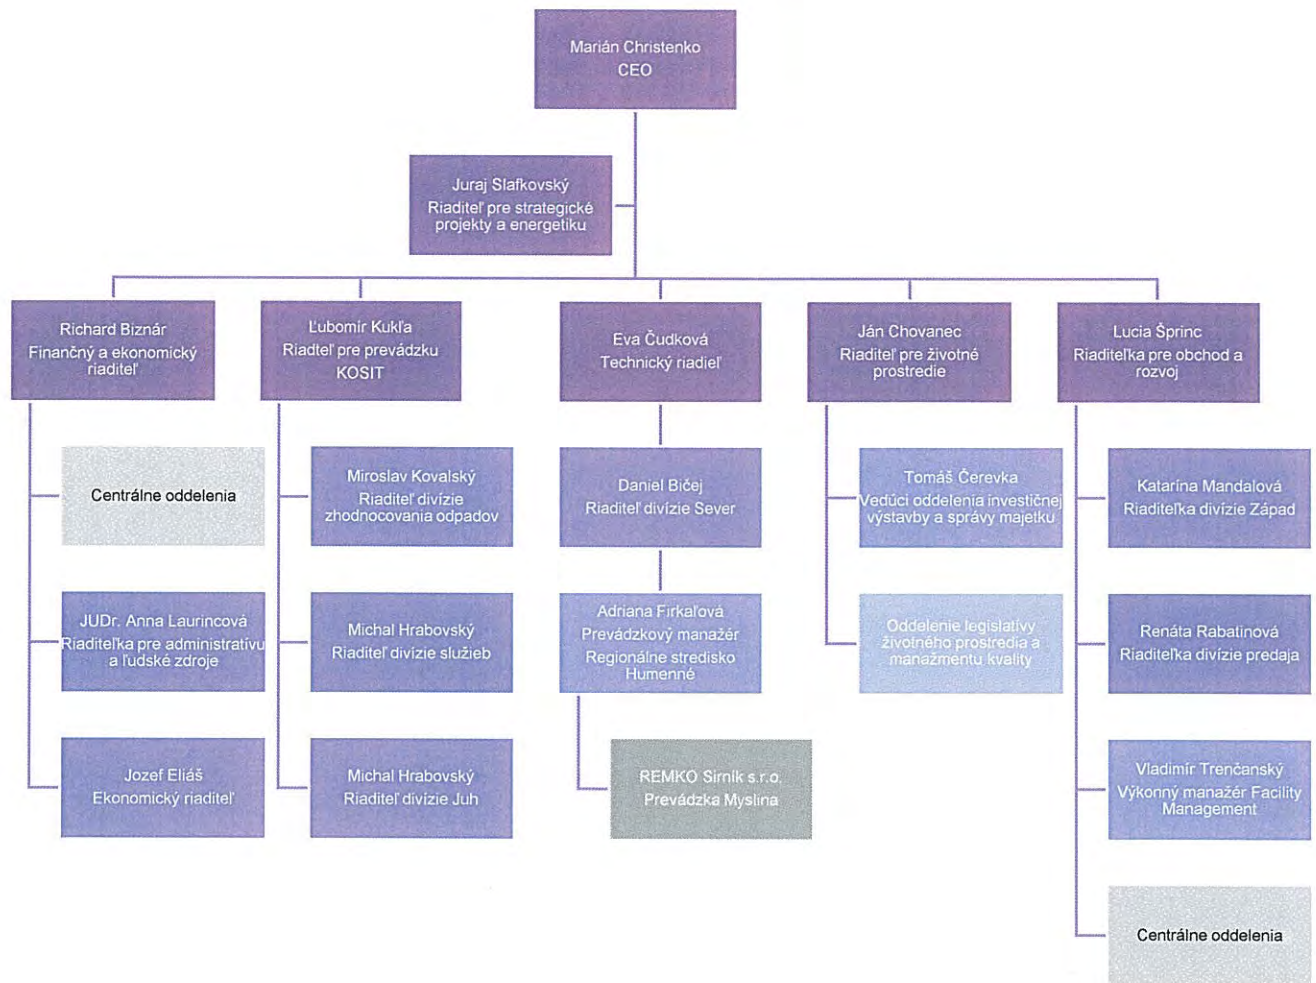 Marián Christenko
CEO
Juraj Slafkovský
Riaditeľ pre strategické
projekty a energetiku
Richard Biznár
Finančný a ekonomický
riaditeľ
Ľubomír Kukľa
Riadteľ pre prevádzku
KOSIT
Eva Čudková
Technický riadieľ
Ján Chovanec
Riaditeľ pre životné
prostredie
Lucia Šprinc
Riaditeľka pre obchod a
rozvoj
Centrálne oddelenia
Miroslav Kovalský
Riaditeľ divízie
zhodnocovania odpadov
Daniel Bičej
Riaditeľ divízie Sever
Tomáš Čerevka
Vedúci oddelenia investičnej
výstavby a správy majetku
Katarína Mandalová
Riaditeľka divízie Západ
JUDr. Anna Laurincová
Riaditeľka pre administratívu
a ľudské zdroje
Michal Hrabovský
Riaditeľ divízie služieb
Adriana Firkaľová
Prevádzkový manažér
Regionálne stredisko
Humenné
Oddelenie legislatívy
životného prostredia a
manažmentu kvality
Renáta Rabatinová
Riaditeľka divízie predaja
Jozef Eliáš
Ekonomický riaditeľ
Michal Hrabovský
Riaditeľ divízie Juh
REMKO Sirník s.r.o.
Prevádzka Myslina
Vladimír Trenčanský
Výkonný manažér Facility
Management
Centrálne oddelenia